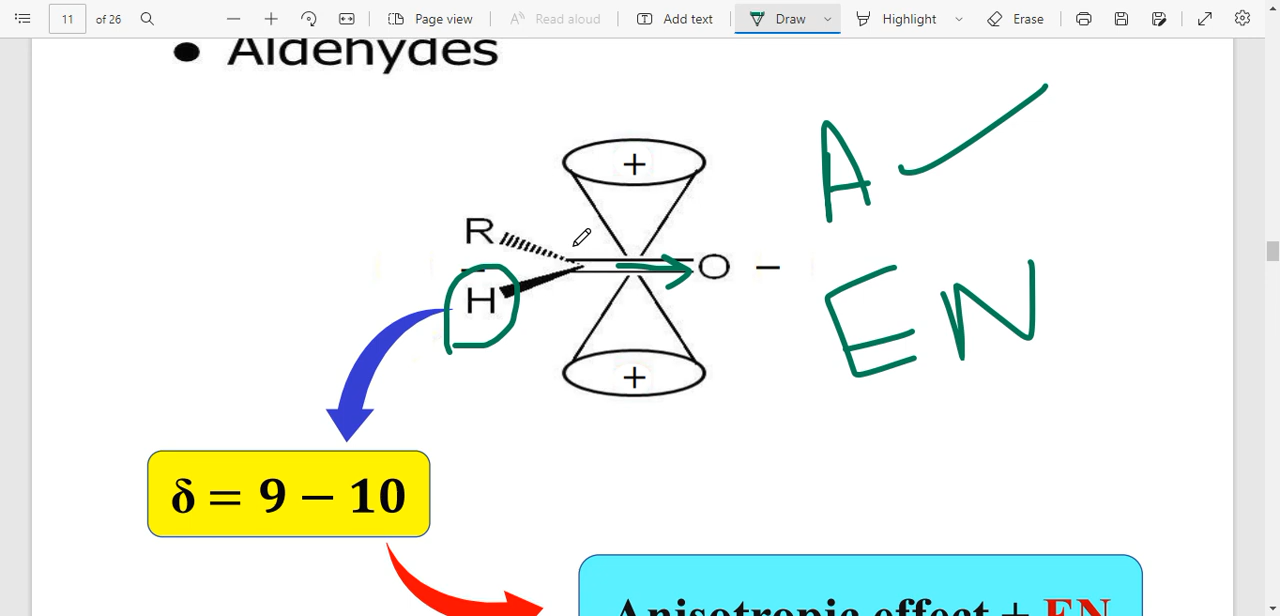 11 of 26 Page view Read aloud Add text Draw Highlight Erase
• Aldehydes
A ✓
+
R
H
O −
EN
+
δ = 9 – 10
Anisotropic effect + EN